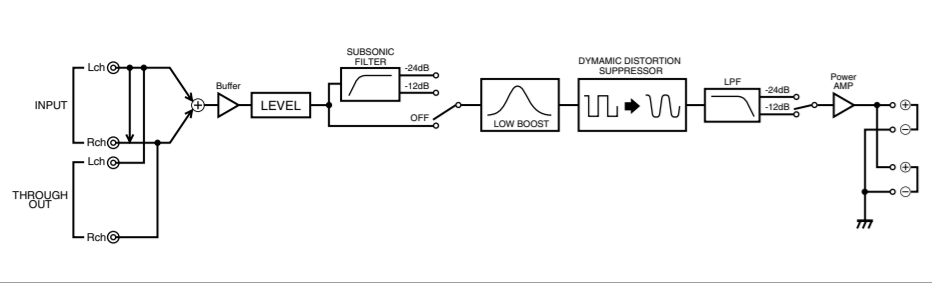 INPUT
Lch
Rch
THROUGH
OUT
Lch
Rch
Buffer
LEVEL
SUBSONIC
FILTER
-24dB
-12dB
OFF
LOW BOOST
DYMAMIC DISTORTION
SUPPRESSOR
LPF
-24dB
-12dB
Power
AMP
+
+
−
+
−